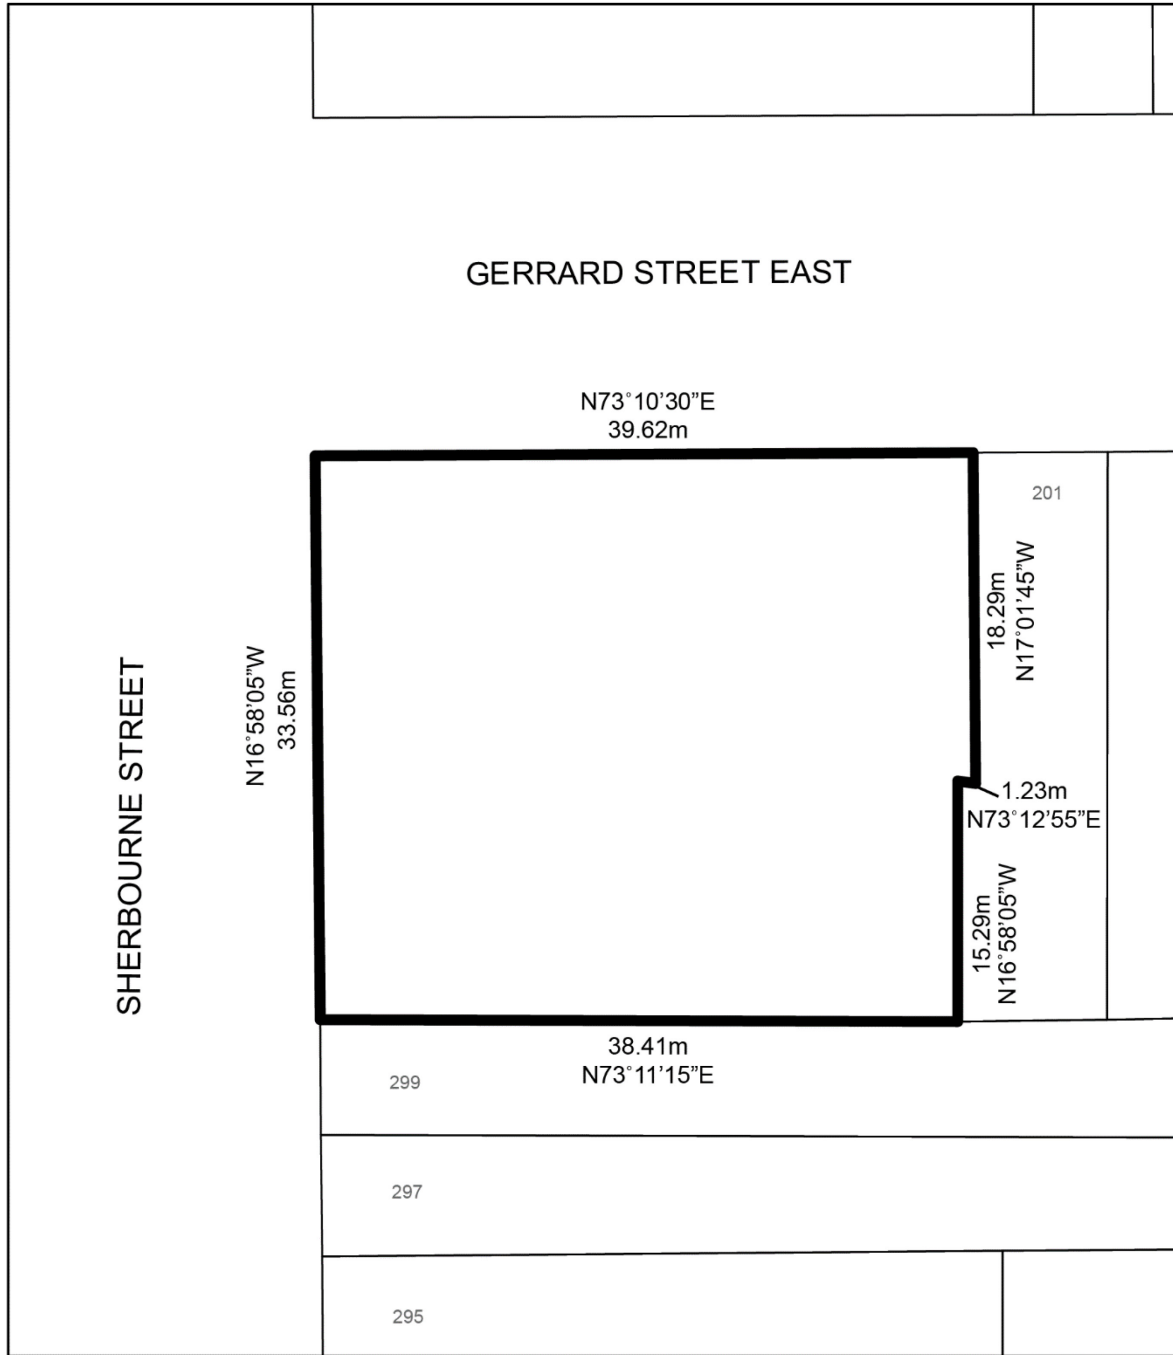 GERRARD STREET EAST
N73°10'30”E
39.62m
201
18.29m
N17°01'45”W
N16°58'05”W
33.56m
SHERBOURNE STREET
1.23m
N73°12'55”E
15.29m
N16°58'05”W
38.41m
N73°11'15”E
299
297
295